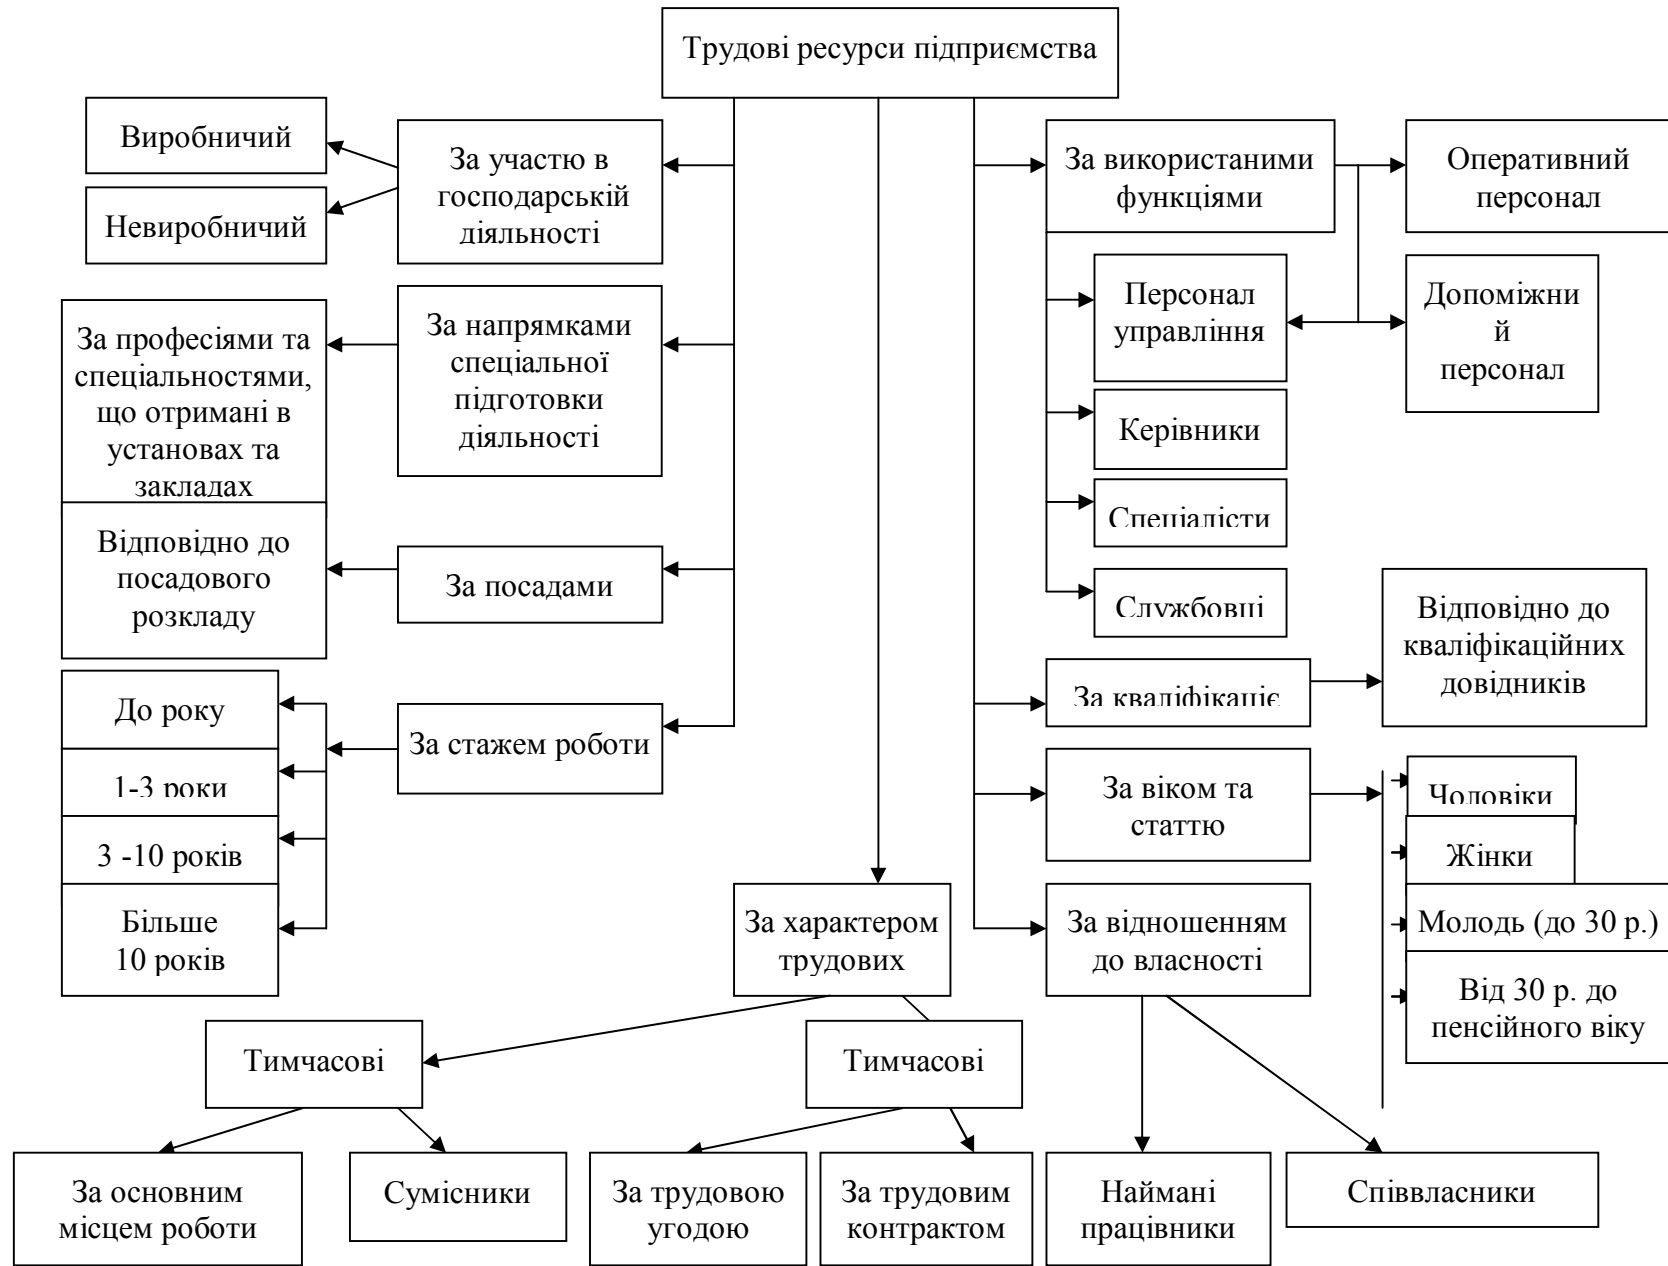 Трудові ресурси підприємства
Виробничий
Невиробничий
За участю в
господарській
діяльності
За використаними
функціями
Оперативний
персонал
Персонал
управління
Допоміжни
й
персонал
Керівники
Спеціалісти
Службовці
За професіями та
спеціальностями,
що отримані в
установах та
закладах
За напрямками
спеціальної
підготовки
діяльності
Відповідно до
посадового
розкладу
За посадами
За кваліфікаціє
Відповідно до
кваліфікаційних
довідників
До року
1-3 роки
3 -10 років
Більше
10 років
За стажем роботи
За віком та
статтю
Чоловіки
Жінки
Молодь (до 30 р.)
Від 30 р. до
пенсійного віку
За характером
трудових
За відношенням
до власності
Тимчасові
Тимчасові
За основним
місцем роботи
Сумісники
За трудовою
угодою
За трудовим
контрактом
Наймані
працівники
Співвласники